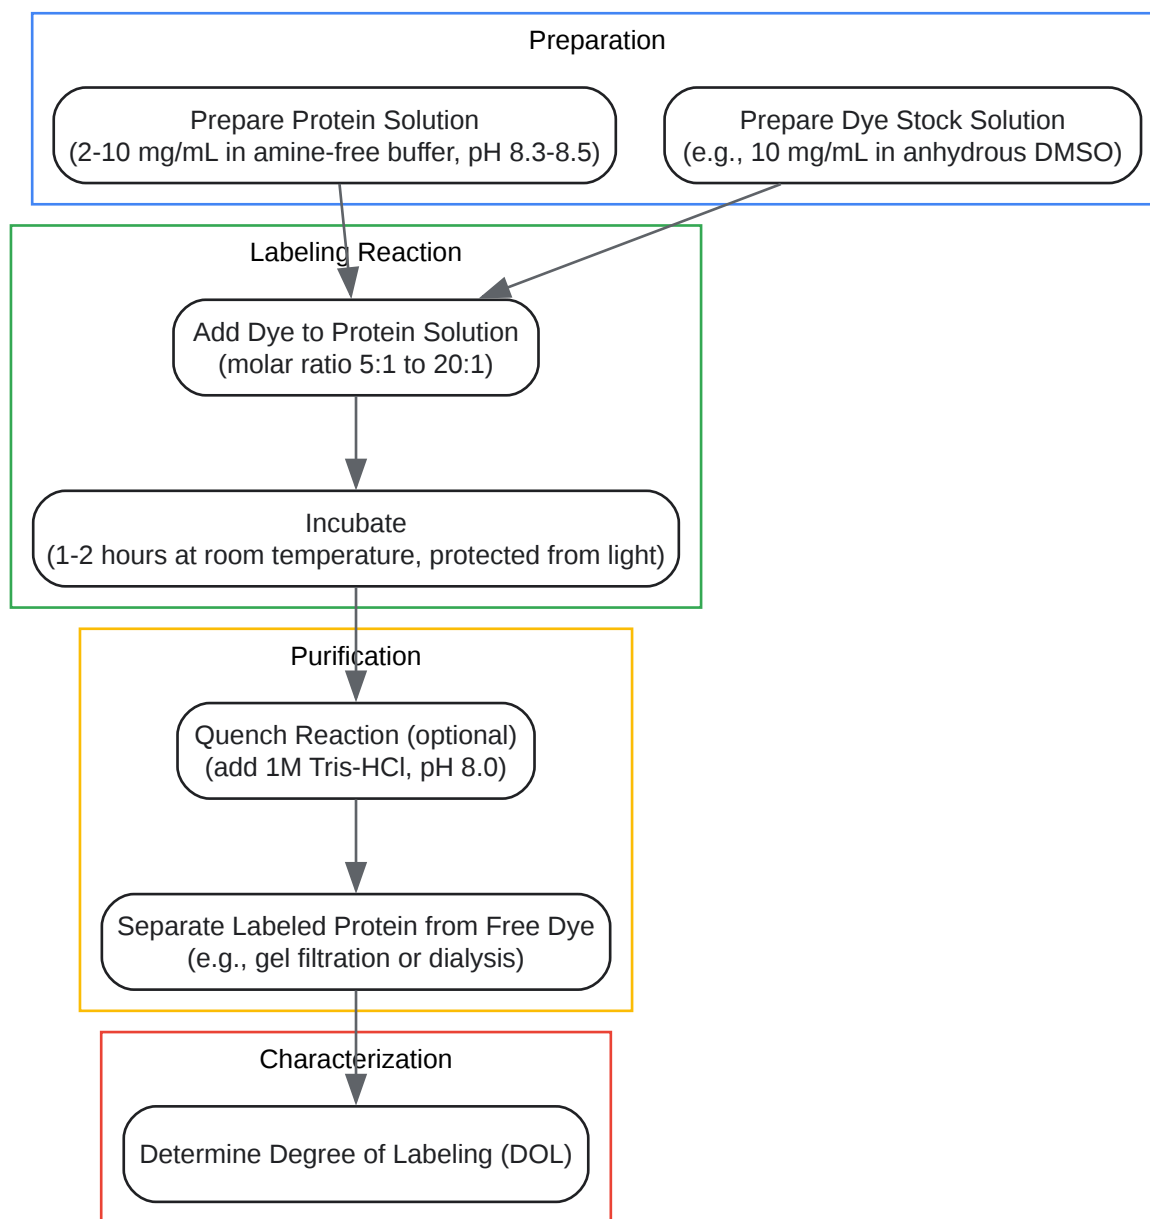 Preparation
Prepare Protein Solution
(2-10 mg/mL in amine-free buffer, pH 8.3-8.5)
Prepare Dye Stock Solution
(e.g., 10 mg/mL in anhydrous DMSO)
Labeling Reaction
Add Dye to Protein Solution
(molar ratio 5:1 to 20:1)
Incubate
(1-2 hours at room temperature, protected from light)
Purification
Quench Reaction (optional)
(add 1M Tris-HCl, pH 8.0)
Separate Labeled Protein from Free Dye
(e.g., gel filtration or dialysis)
Characterization
Determine Degree of Labeling (DOL)